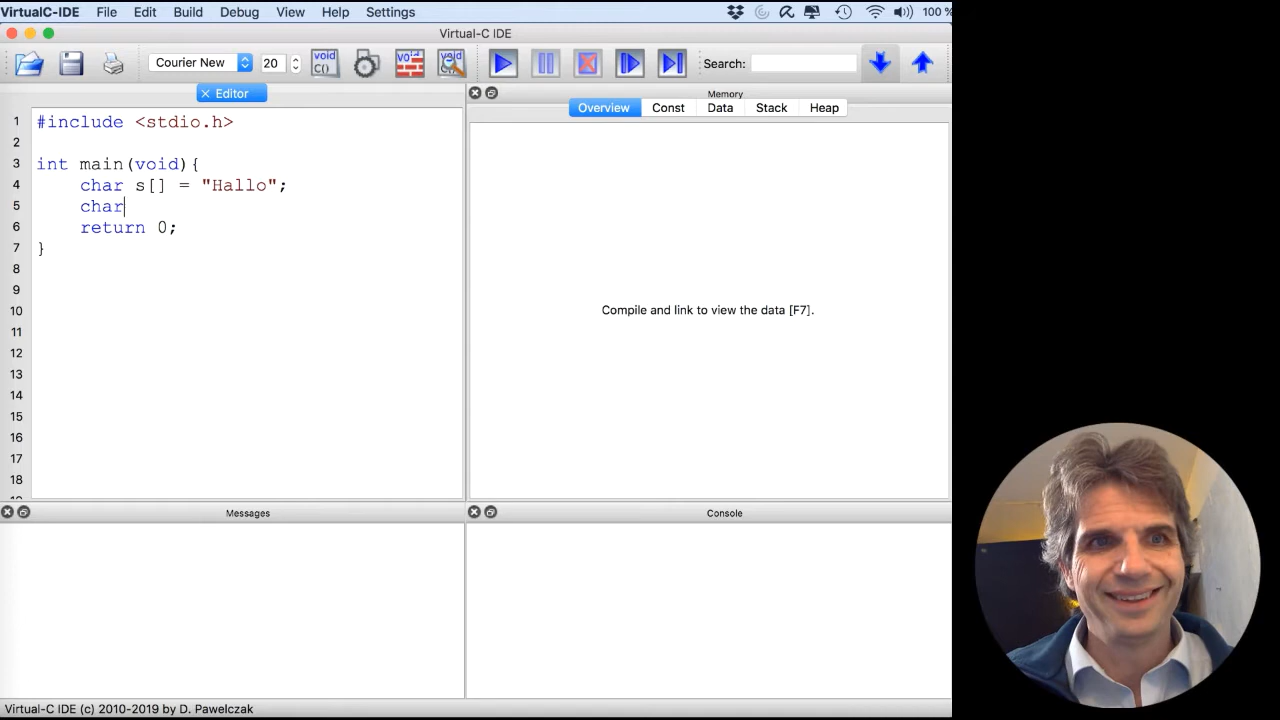 VirtualC-IDE File Edit Build Debug View Help Settings 100 %
Virtual-C IDE
Courier New 20 void C() void void Search:
Editor
Memory
Overview Const Data Stack Heap
1 #include <stdio.h>
2
3 int main(void){
4 char s[] = "Hallo";
5 char
6 return 0;
7 }
8
9
10
11
12
13
14
15
16
17
18
Compile and link to view the data [F7].
Messages
Console
Virtual-C IDE (c) 2010-2019 by D. Pawelczak